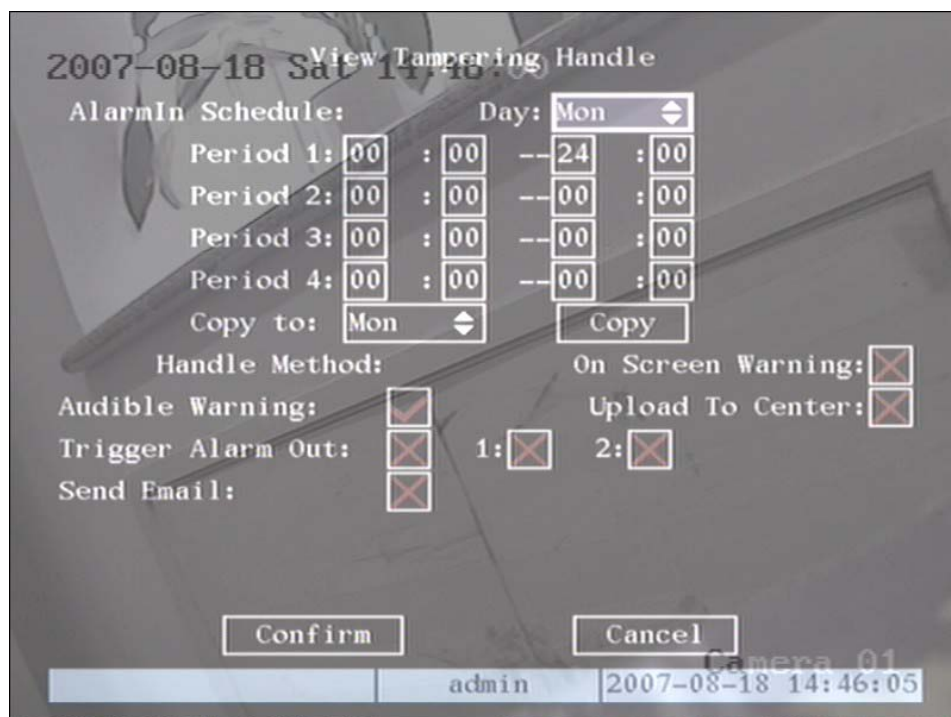 View Tampering Handle
2007-08-18 Sat 14:46:
AlarmIn Schedule: Day: Mon
Period 1: 00 : 00 --24 : 00
Period 2: 00 : 00 --00 : 00
Period 3: 00 : 00 --00 : 00
Period 4: 00 : 00 --00 : 00
Copy to: Mon Copy
Handle Method: On Screen Warning:
Audible Warning: Upload To Center:
Trigger Alarm Out: 1: 2:
Send Email:
Confirm Cancel
Camera 01
admin 2007-08-18 14:46:05